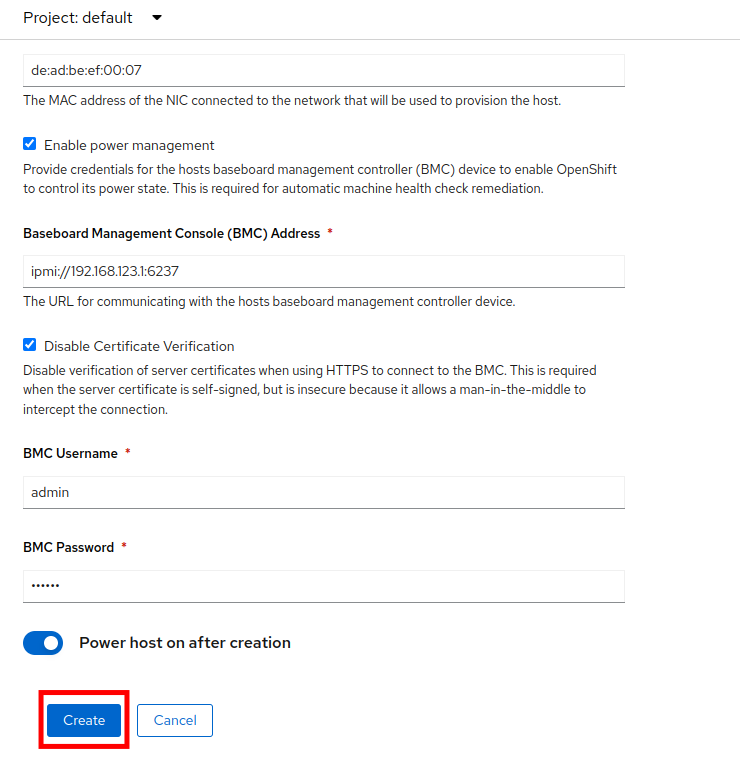 Project: default
de:ad:be:ef:00:07
The MAC address of the NIC connected to the network that will be used to provision the host.
Enable power management
Provide credentials for the hosts baseboard management controller (BMC) device to enable OpenShift
to control its power state. This is required for automatic machine health check remediation.
Baseboard Management Console (BMC) Address *
ipmi://192.168.123.1:6237
The URL for communicating with the hosts baseboard management controller device.
Disable Certificate Verification
Disable verification of server certificates when using HTTPS to connect to the BMC. This is required
when the server certificate is self-signed, but is insecure because it allows a man-in-the-middle to
intercept the connection.
BMC Username *
admin
BMC Password *
••••••
Power host on after creation
Create Cancel